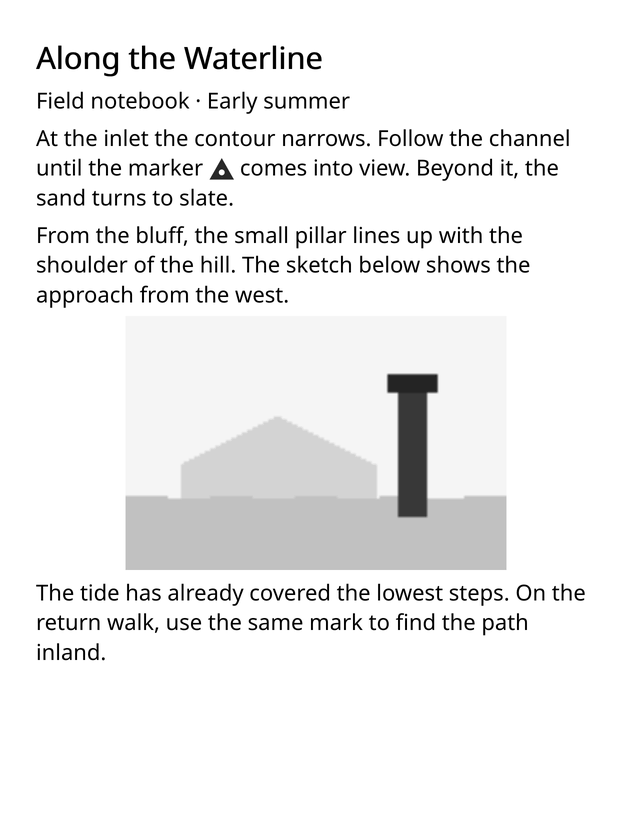 Along the Waterline
Field notebook · Early summer
At the inlet the contour narrows. Follow the channel
until the marker comes into view. Beyond it, the
sand turns to slate.
From the bluff, the small pillar lines up with the
shoulder of the hill. The sketch below shows the
approach from the west.
The tide has already covered the lowest steps. On the
return walk, use the same mark to find the path
inland.